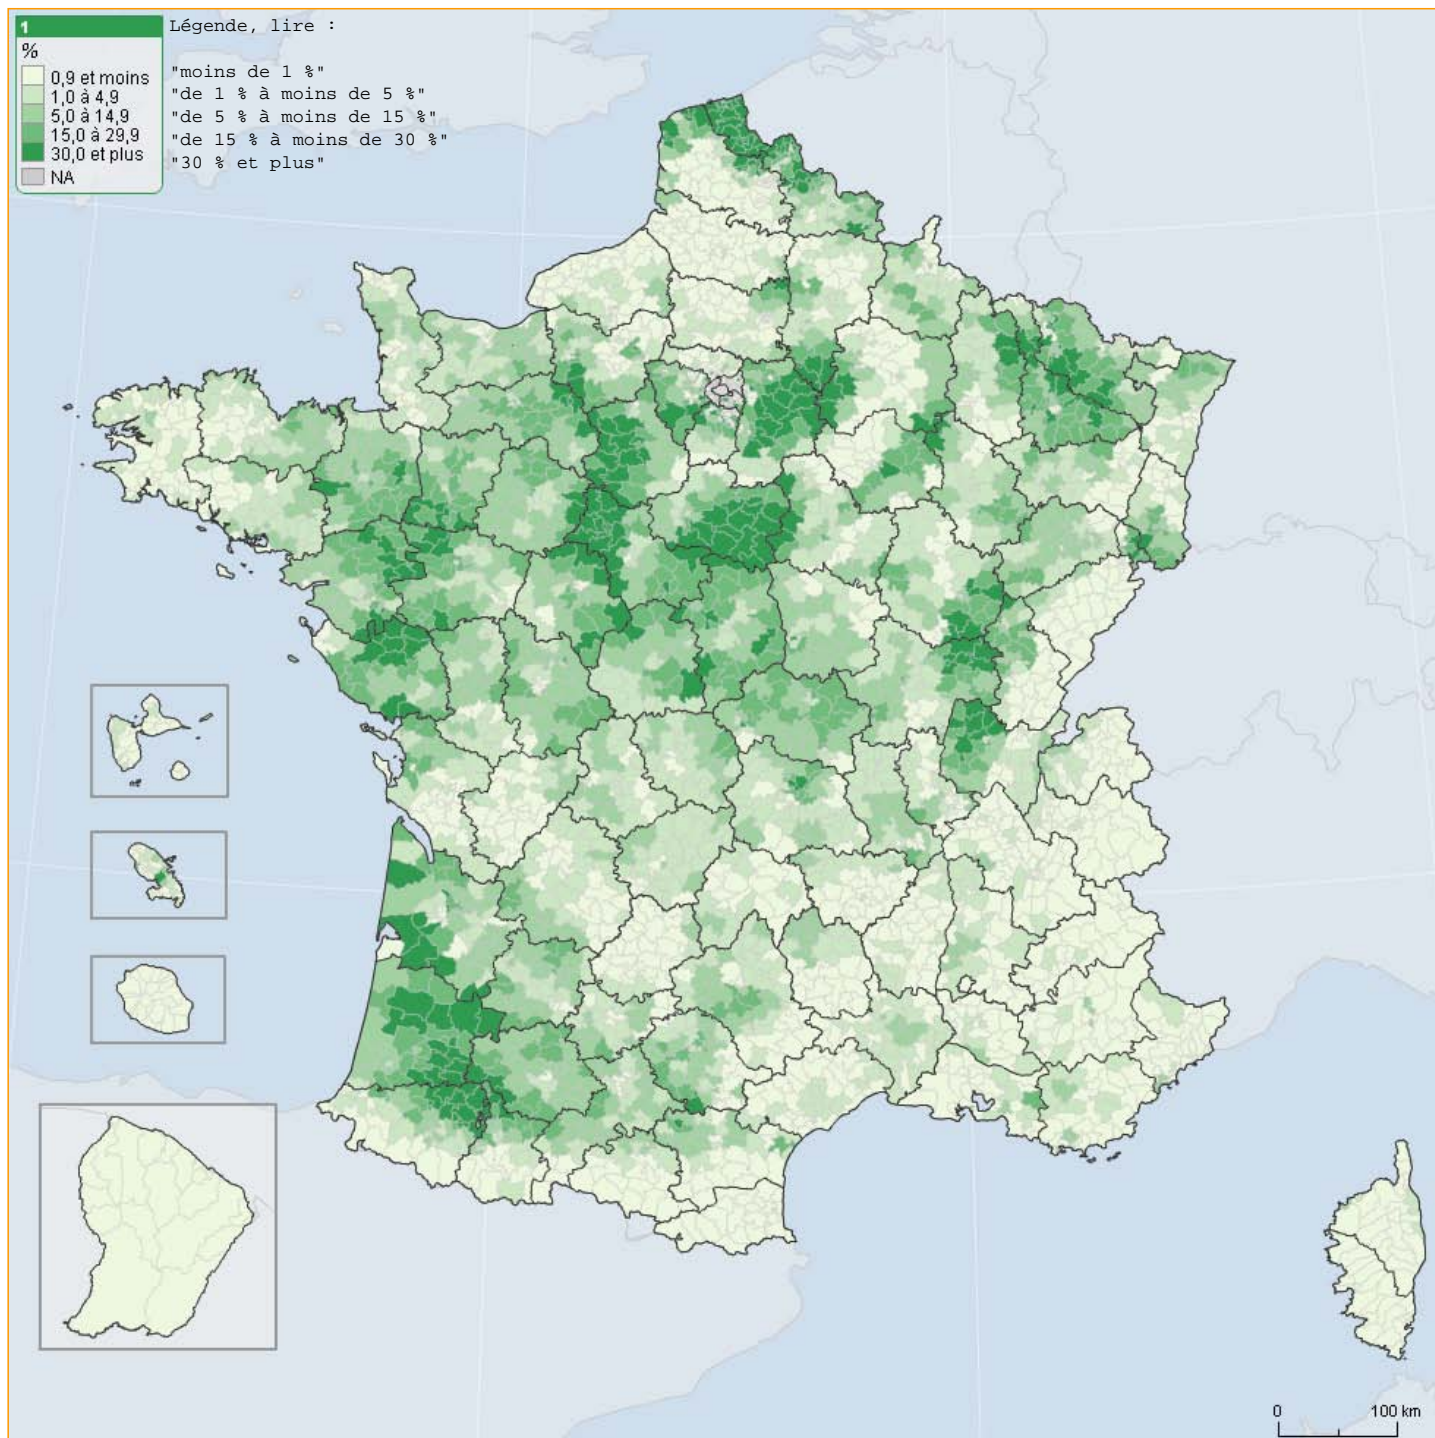 1
Légende, lire :
%
0,9 et moins
"moins de 1 %"
1,0 à 4,9
"de 1 % à moins de 5 %"
5,0 à 14,9
"de 5 % à moins de 15 %"
15,0 à 29,9
"de 15 % à moins de 30 %"
30,0 et plus
"30 % et plus"
NA
0
100 km